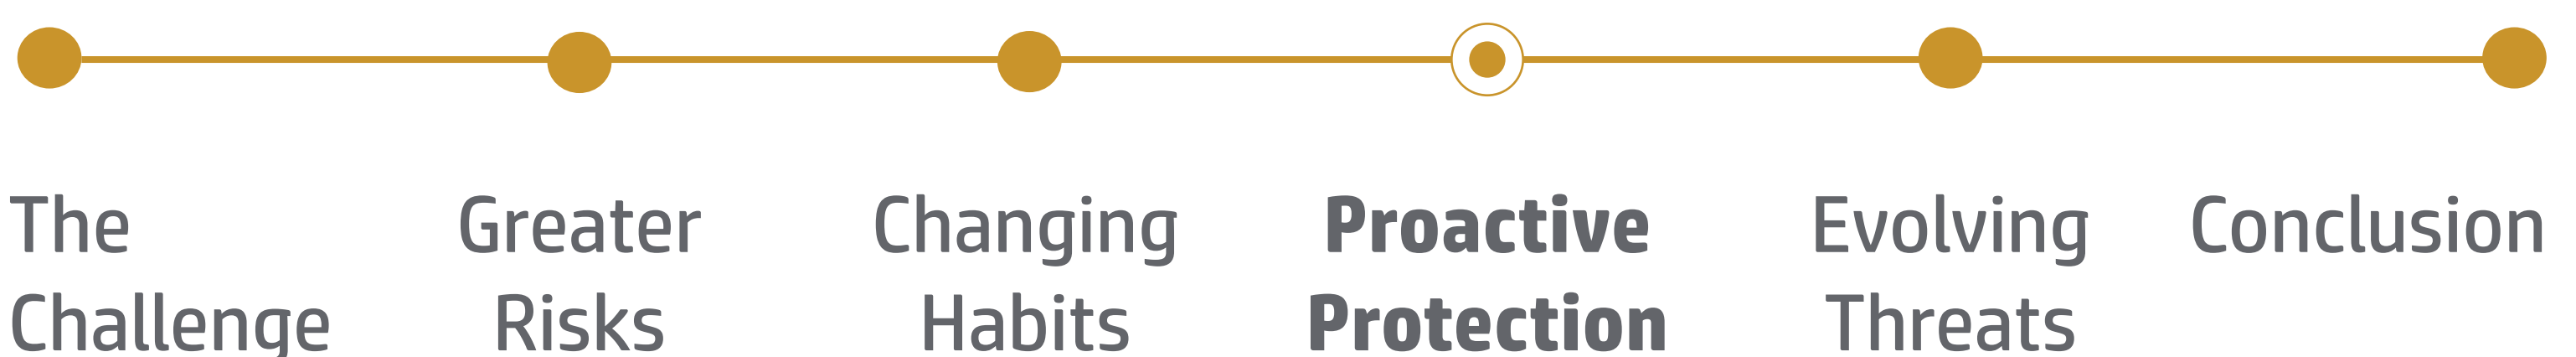 The
Challenge
Greater
Risks
Changing
Habits
Proactive
Protection
Evolving
Threats
Conclusion